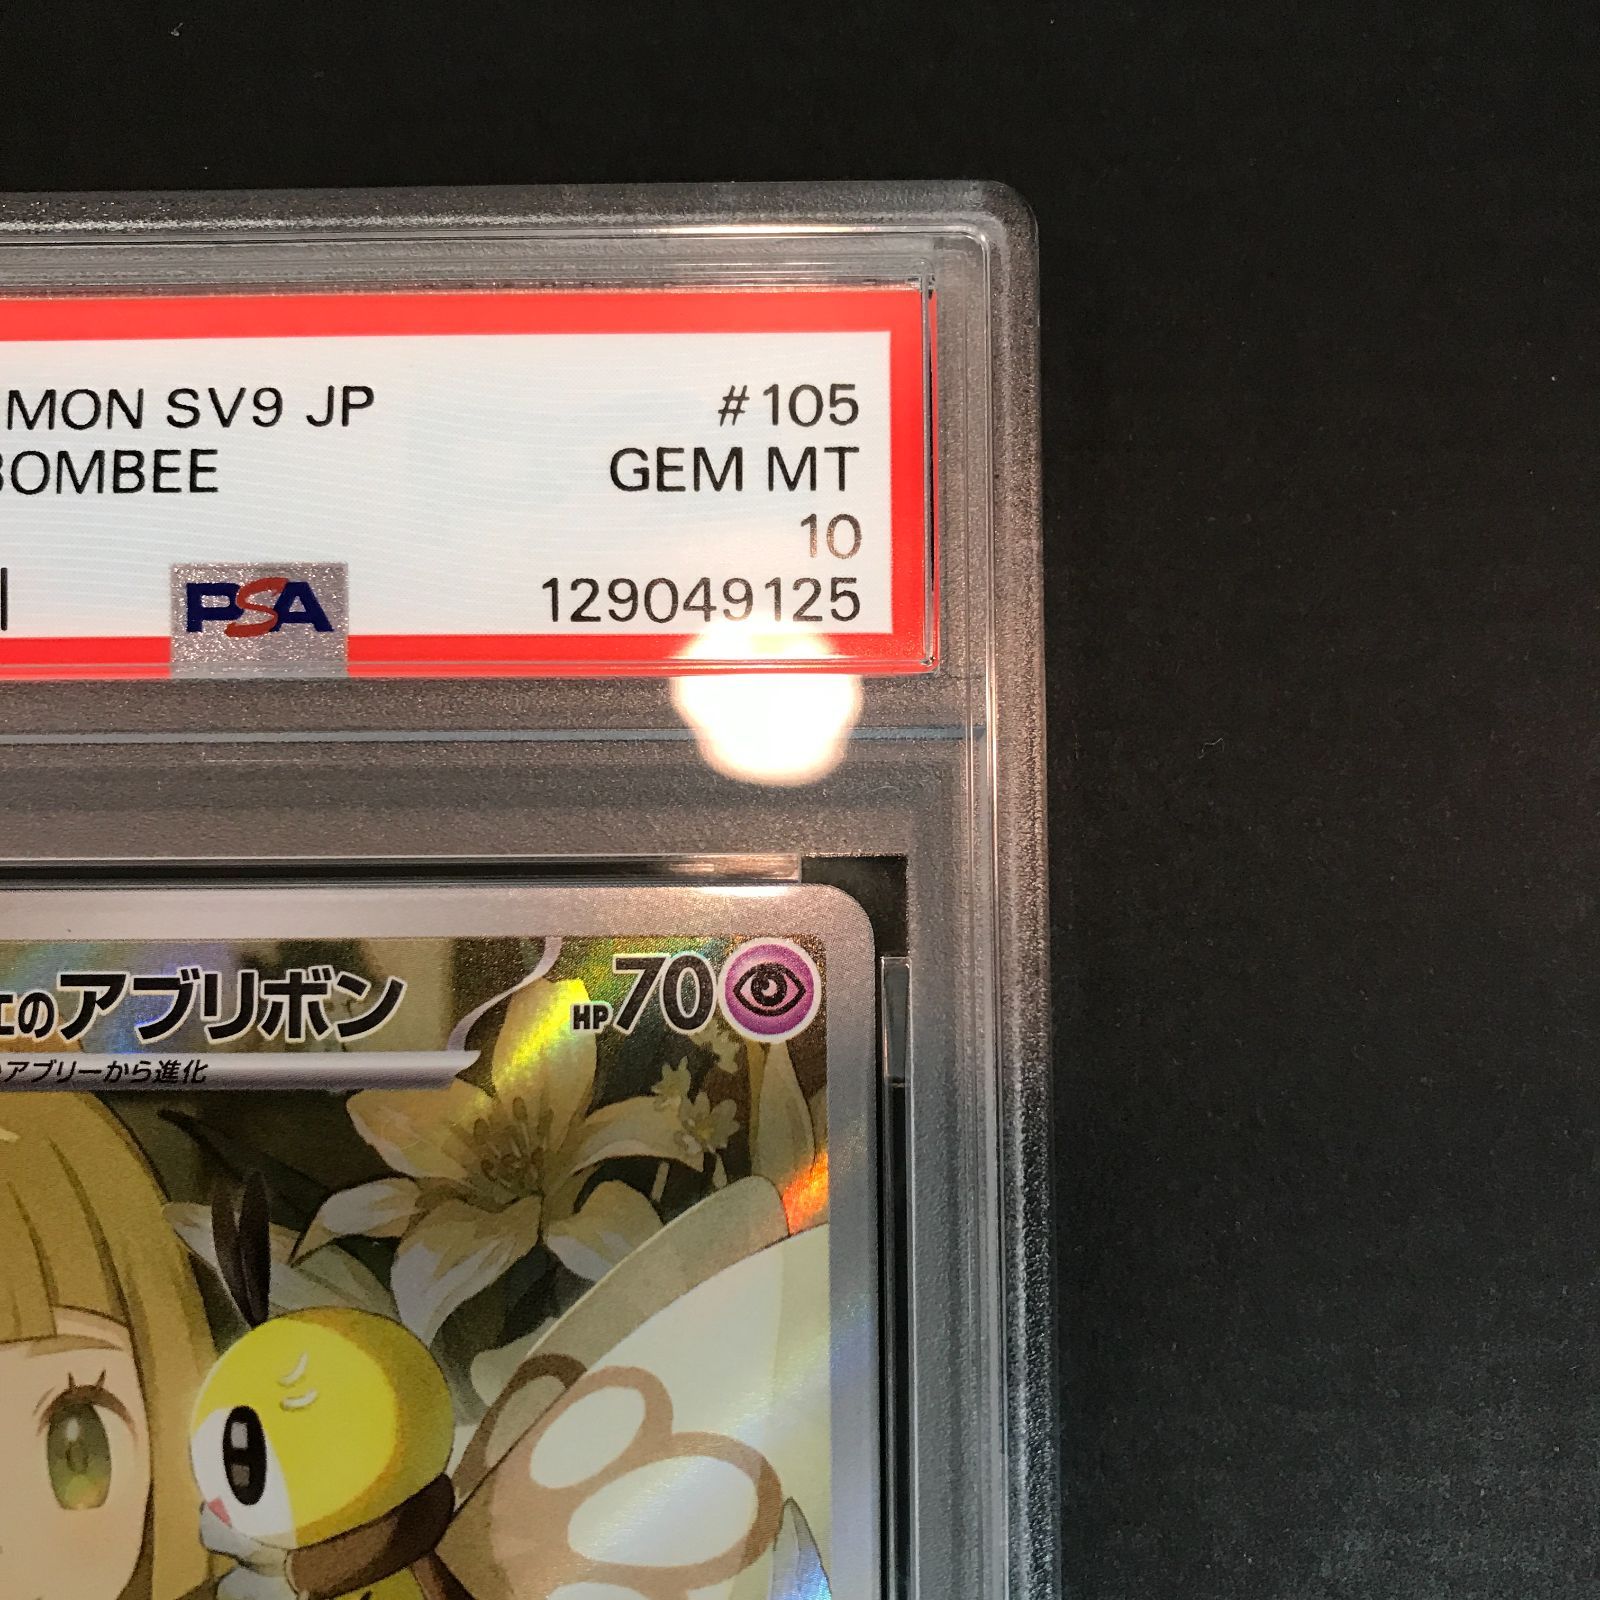 MON SV9 JP #105
BOMBEE GEM MT
10
PSA 129049125
のアブリボン HP70
アブリーから進化